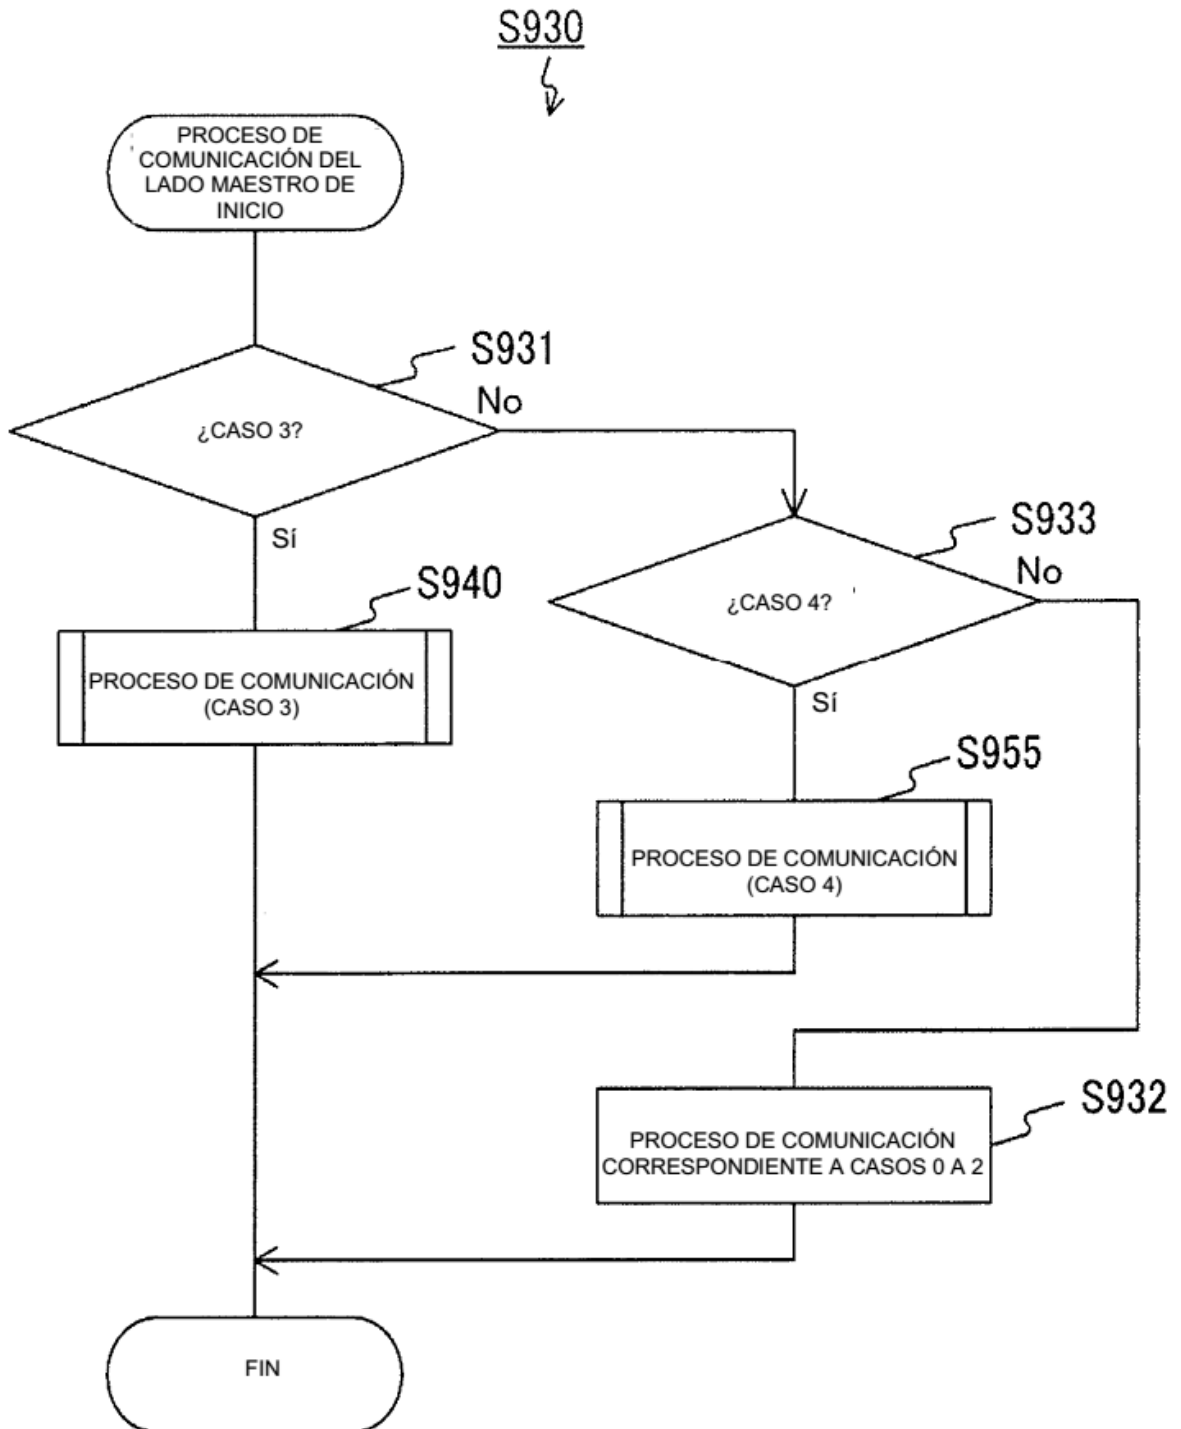 S930
PROCESO DE
COMUNICACIÓN DEL
LADO MAESTRO DE
INICIO
S931
No
¿CASO 3?
Sí
S933
No
¿CASO 4?
Sí
S940
PROCESO DE COMUNICACIÓN
(CASO 3)
S955
PROCESO DE COMUNICACIÓN
(CASO 4)
S932
PROCESO DE COMUNICACIÓN
CORRESPONDIENTE A CASOS 0 A 2
FIN